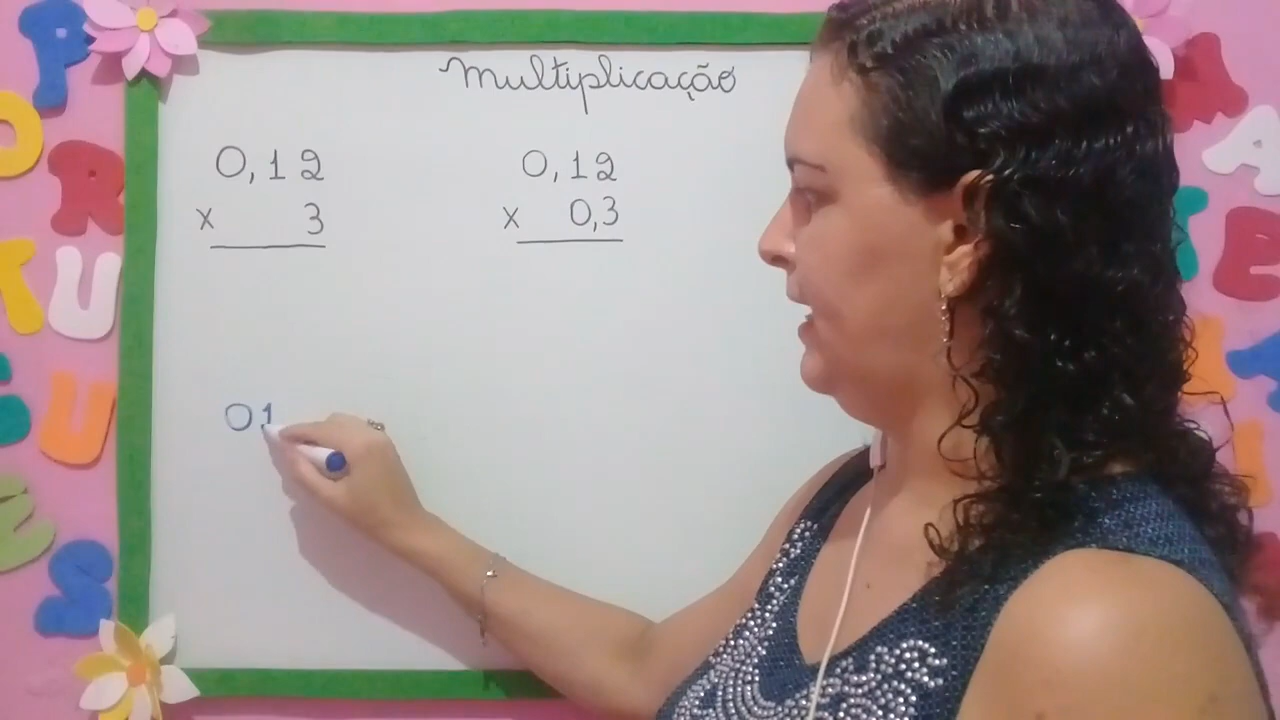 Multiplicação
0,12
x 3
0,12
x 0,3
01
P
O
R
T
U
U
S
A
E